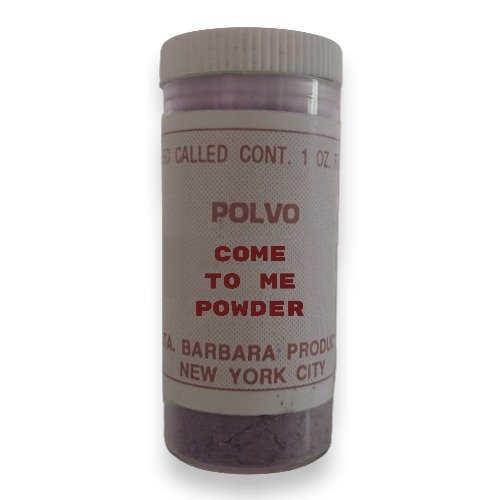 CALLED CONT. 1 OZ.
POLVO
COME
TO ME
POWDER
BARBARA
NEW YORK CITY